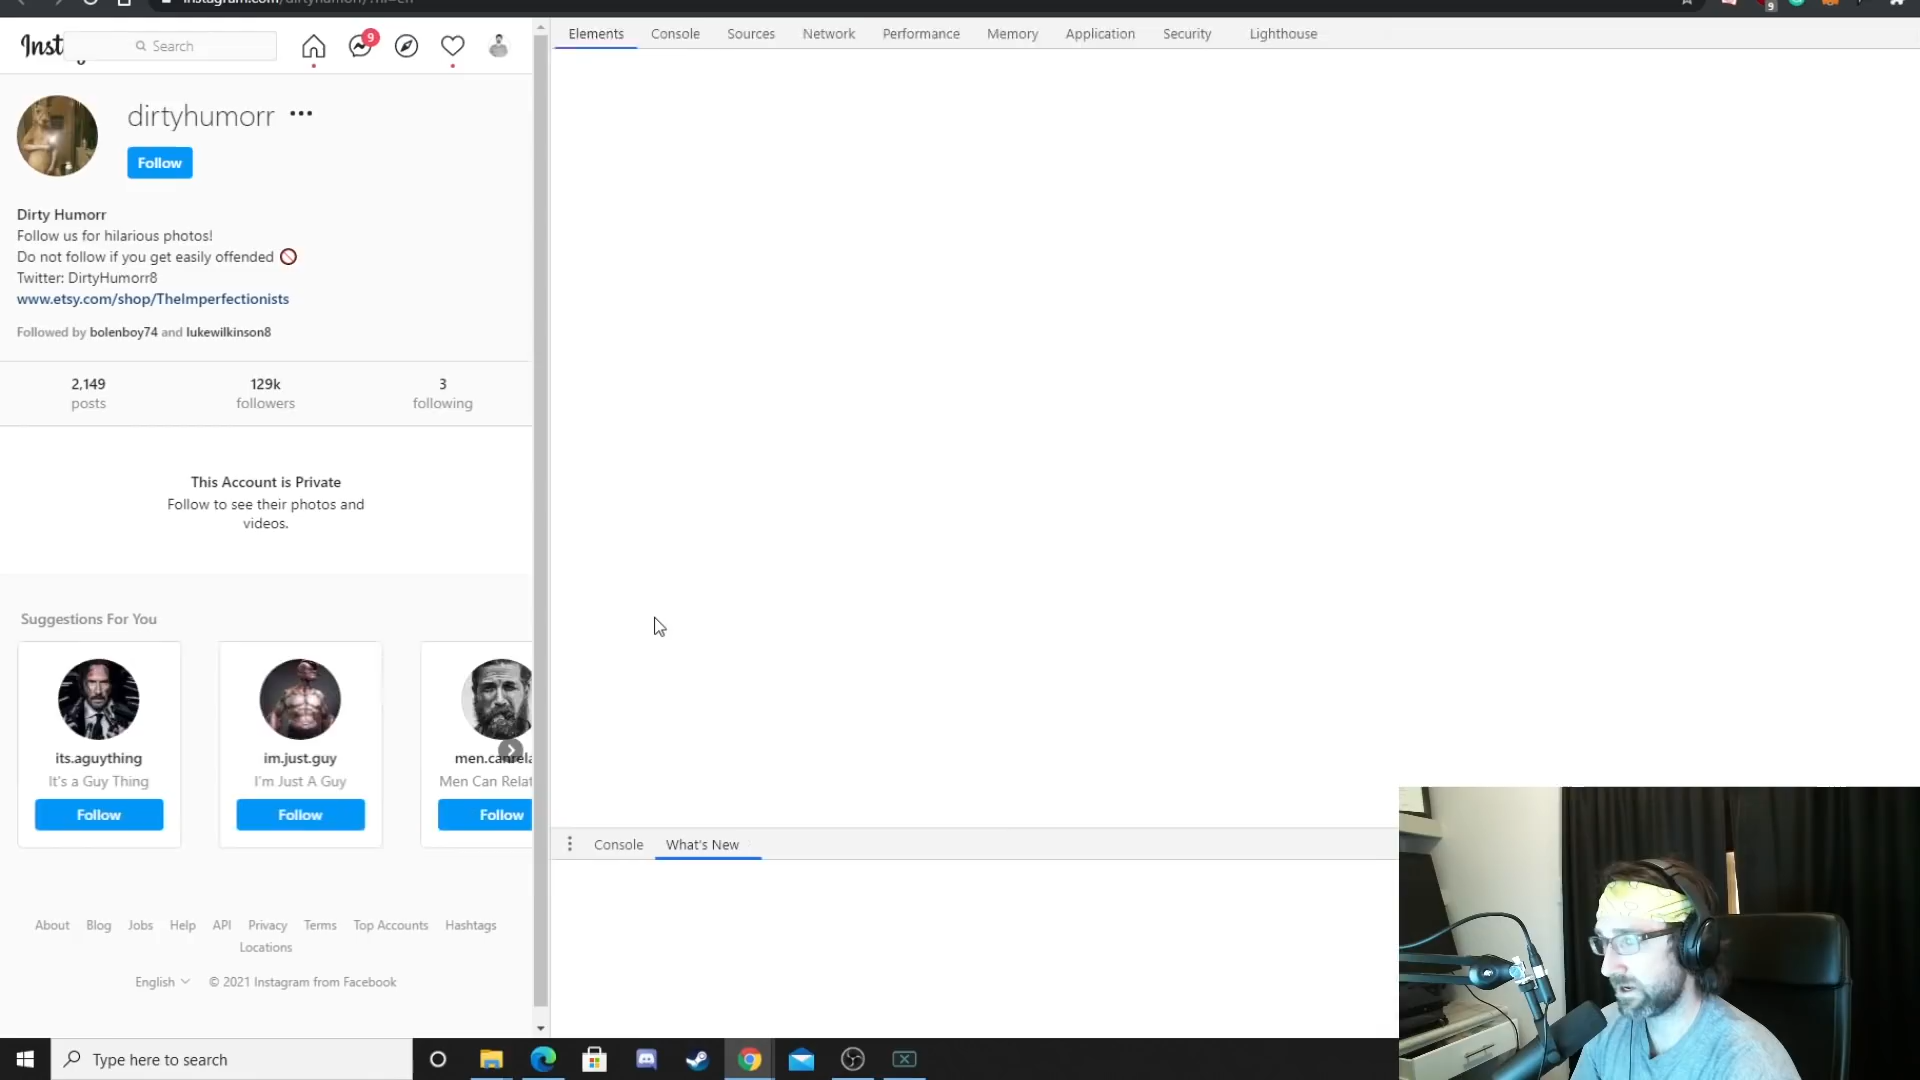 Search
9
9
Elements Console Sources Network Performance Memory Application Security Lighthouse
dirtyhumorr
Follow
Dirty Humorr
Follow us for hilarious photos!
Do not follow if you get easily offended 🚫
Twitter: DirtyHumorr8
www.etsy.com/shop/TheImperfectionists
Followed by bolenboy74 and lukewilkinson8
2,149 129k 3
posts followers following
This Account is Private
Follow to see their photos and
videos.
Suggestions For You
its.aguything im.just.guy men.canrela
It's a Guy Thing I'm Just A Guy Men Can Relat
Follow Follow Follow
Console What's New
About Blog Jobs Help API Privacy Terms Top Accounts Hashtags
Locations
English © 2021 Instagram from Facebook
Type here to search